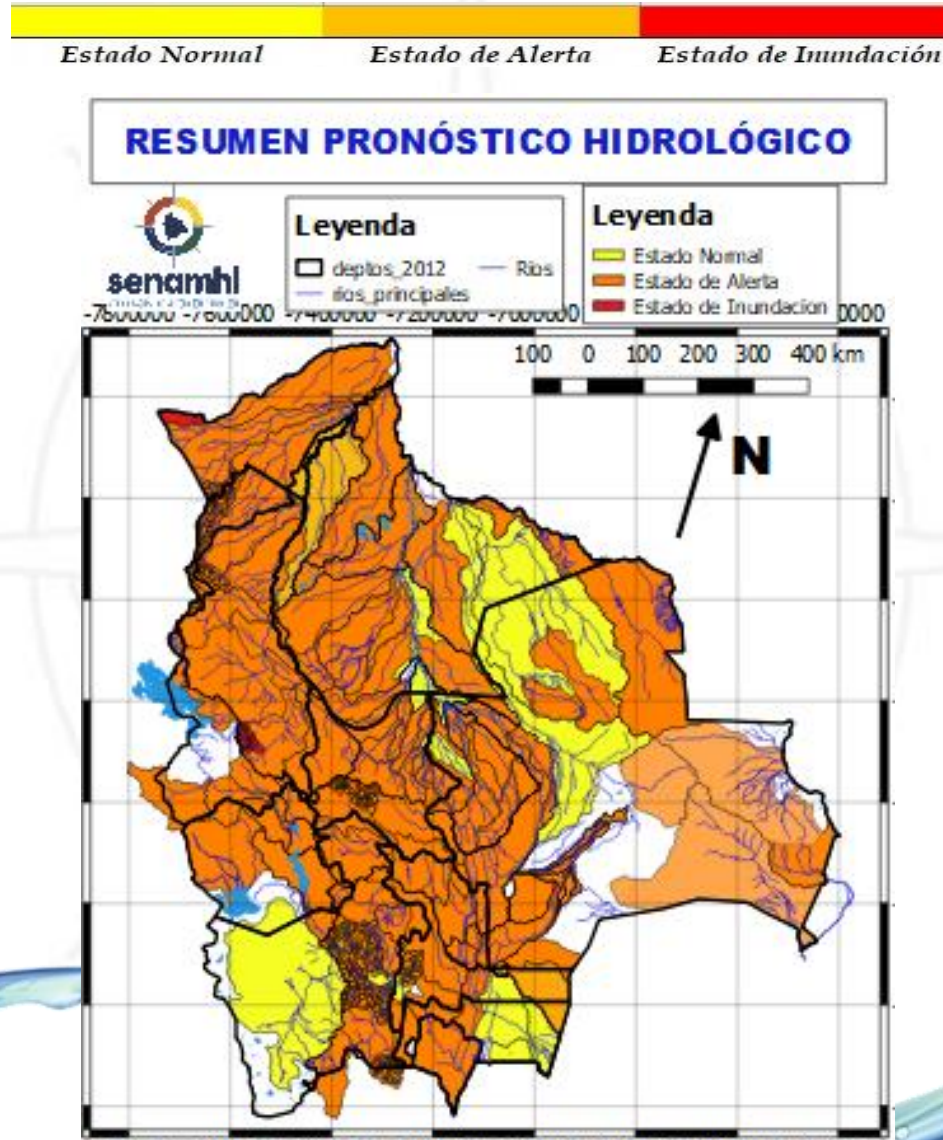 Estado Normal Estado de Alerta Estado de Inundación
RESUMEN PRONÓSTICO HIDROLÓGICO
senamhi
Leyenda
deptos_2012 Rios
rios_principales
Leyenda
Estado Normal
Estado de Alerta
Estado de Inundacion
-7800000 -7600000 -7400000 -7200000 -7000000 0000
100 0 100 200 300 400 km
N